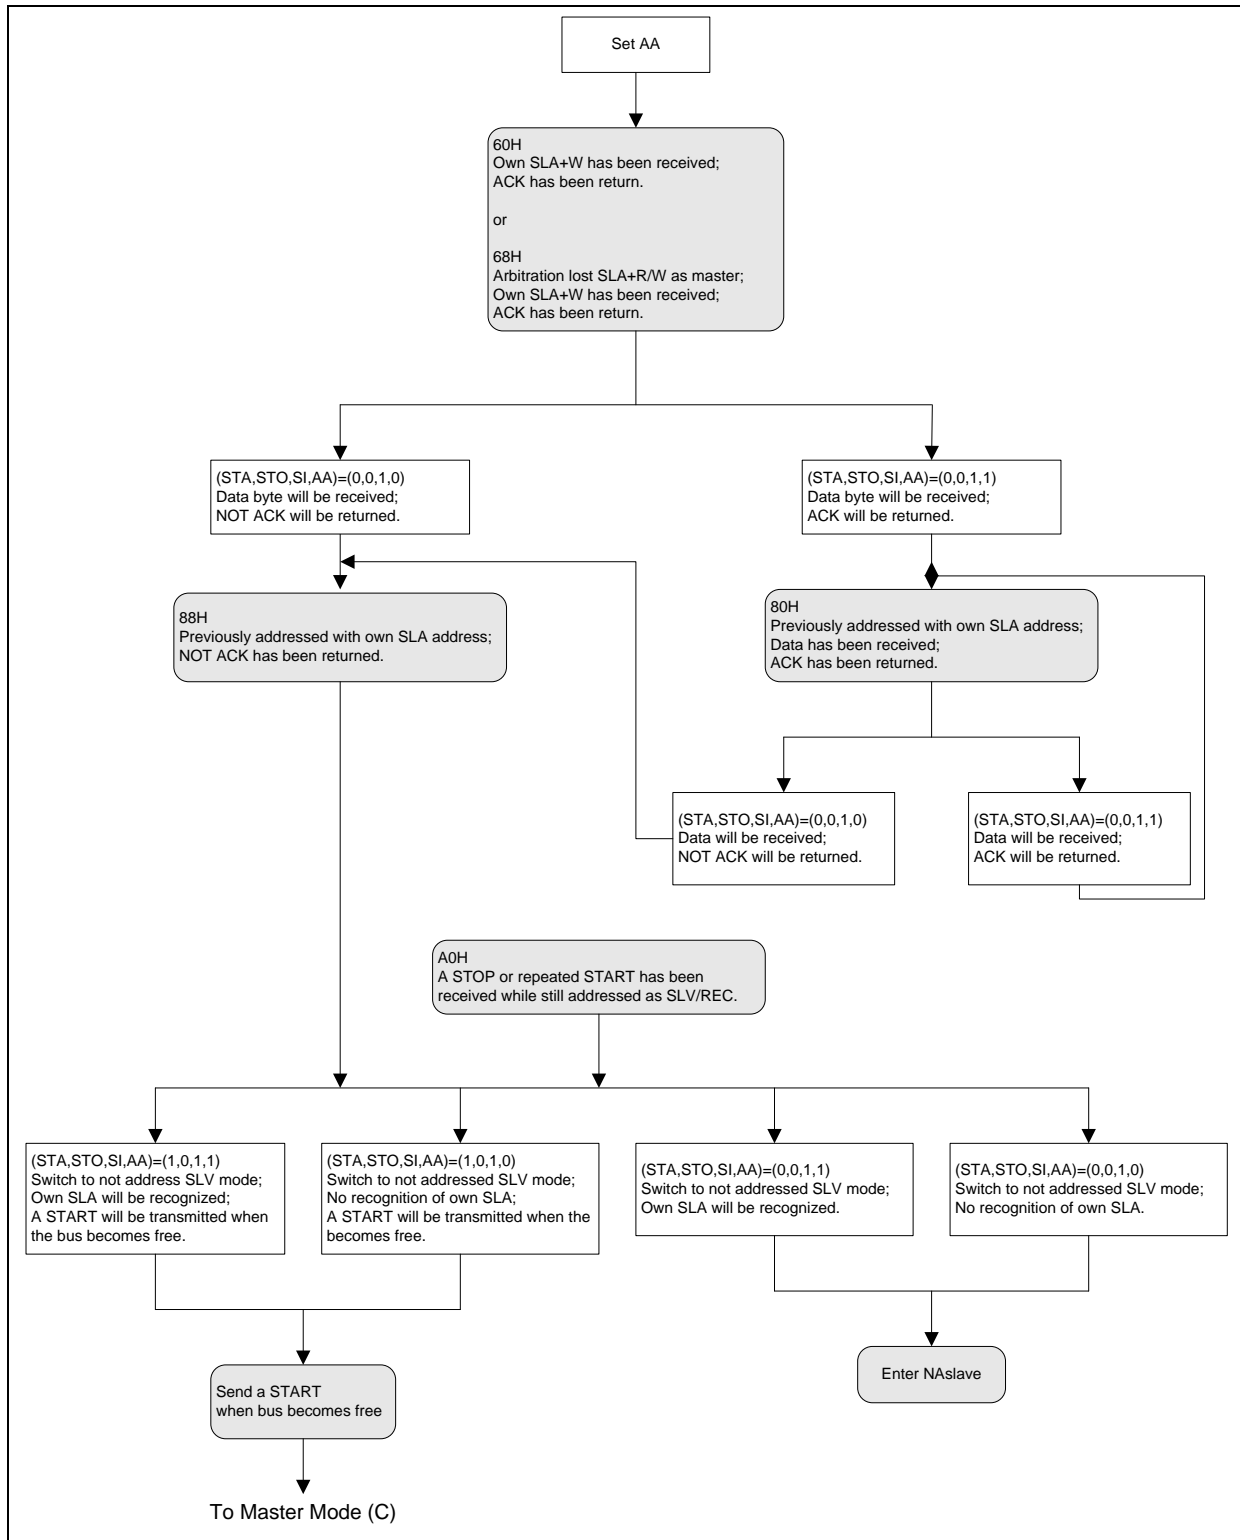 Set AA
60H
Own SLA+W has been received;
ACK has been return.
or
68H
Arbitration lost SLA+R/W as master;
Own SLA+W has been received;
ACK has been return.
(STA,STO,SI,AA)=(0,0,1,0)
Data byte will be received;
NOT ACK will be returned.
(STA,STO,SI,AA)=(0,0,1,1)
Data byte will be received;
ACK will be returned.
88H
Previously addressed with own SLA address;
NOT ACK has been returned.
80H
Previously addressed with own SLA address;
Data has been received;
ACK has been returned.
(STA,STO,SI,AA)=(0,0,1,0)
Data will be received;
NOT ACK will be returned.
(STA,STO,SI,AA)=(0,0,1,1)
Data will be received;
ACK will be returned.
A0H
A STOP or repeated START has been
received while still addressed as SLV/REC.
(STA,STO,SI,AA)=(1,0,1,1)
Switch to not address SLV mode;
Own SLA will be recognized;
A START will be transmitted when
the bus becomes free.
(STA,STO,SI,AA)=(1,0,1,0)
Switch to not addressed SLV mode;
No recognition of own SLA;
A START will be transmitted when the
becomes free.
(STA,STO,SI,AA)=(0,0,1,1)
Switch to not addressed SLV mode;
Own SLA will be recognized.
(STA,STO,SI,AA)=(0,0,1,0)
Switch to not addressed SLV mode;
No recognition of own SLA.
Send a START
when bus becomes free
Enter NAslave
To Master Mode (C)